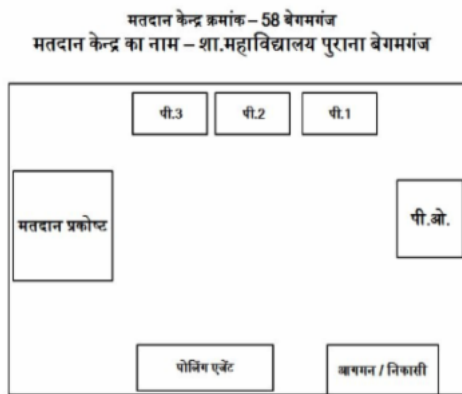 मतदान केन्द्र क्रमांक – 58 बेगमगंज
मतदान केन्द्र का नाम – शा.महाविद्यालय पुराना बेगमगंज
पी.3 पी.2 पी.1
मतदान प्रकोष्ट पी.ओ.
पोलिंग एजेंट आगमन / निकासी